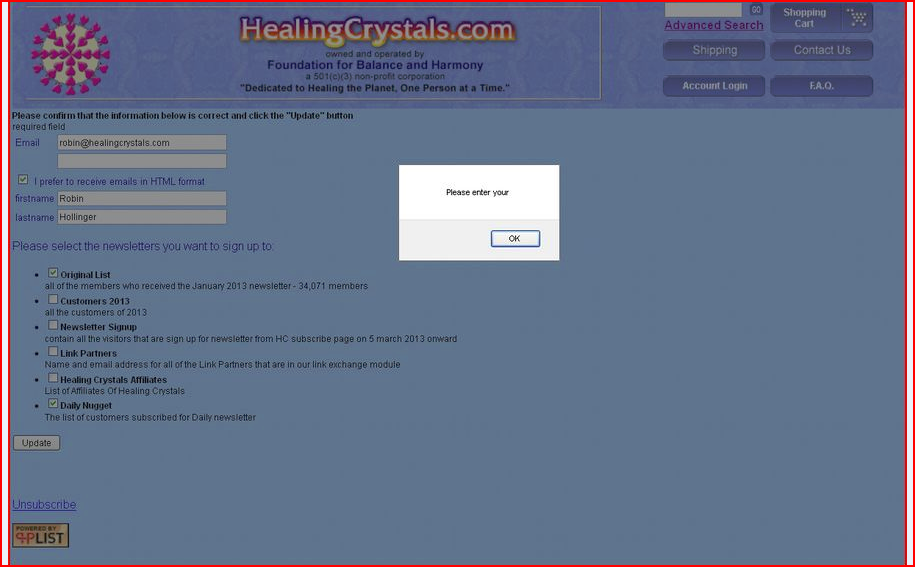 HealingCrystals.com
owned and operated by
Foundation for Balance and Harmony
a 501(c)(3) non-profit corporation
"Dedicated to Healing the Planet, One Person at a Time."
GO
Advanced Search
Shopping
Cart
Shipping
Contact Us
Account Login
F.A.Q.
Please confirm that the information below is correct and click the "Update" button
required field
Email robin@healingcrystals.com
I prefer to receive emails in HTML format
firstname Robin
lastname Hollinger
Please enter your
OK
Please select the newsletters you want to sign up to:
Original List
all of the members who received the January 2013 newsletter - 34,071 members
Customers 2013
all the customers of 2013
Newsletter Signup
contain all the visitors that are sign up for newsletter from HC subscribe page on 5 march 2013 onward
Link Partners
Name and email address for all of the Link Partners that are in our link exchange module
Healing Crystals Affiliates
List of Affiliates Of Healing Crystals
Daily Nugget
The list of customers subscribed for Daily newsletter
Update
Unsubscribe
POWERED BY
PHPLIST